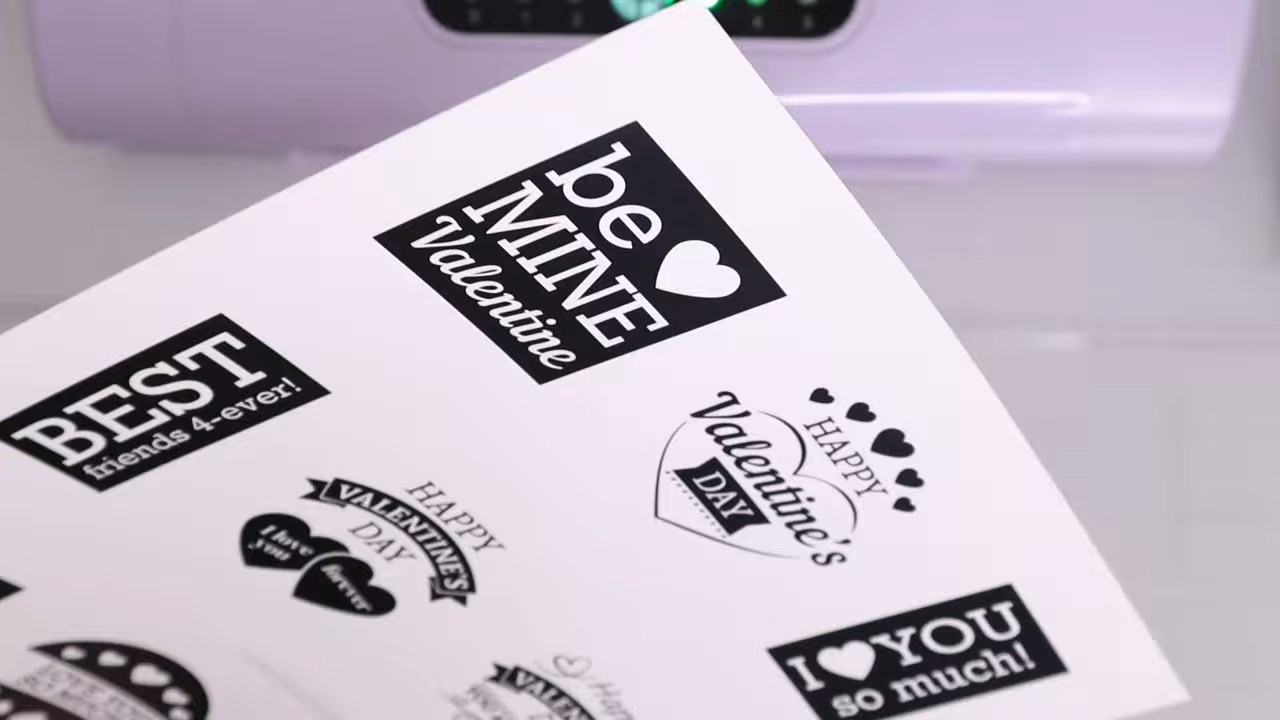 be
MINE
Valentine
BEST
friends 4-ever!
HAPPY
Valentine's
DAY
HAPPY
VALENTINE'S
DAY
I love
you
forever
I YOU
so much!